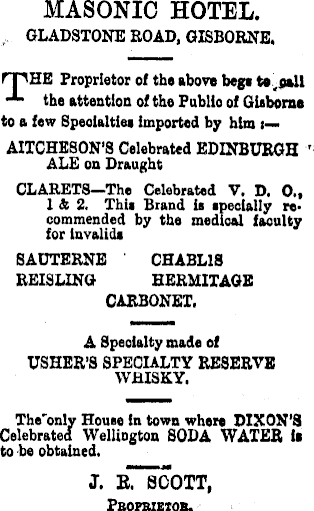 MASONIC HOTEL.
GLADSTONE ROAD, GISBORNE.
THE Proprietor of the above begs to call
the attention of the Public of Gisborne
to a few Specialties imported by him :—
AITCHESON'S Celebrated EDINBURGH
ALE on Draught
CLARETS—The Celebrated V. D. O.,
1 & 2. This Brand is specially re-
commended by the medical faculty
for invalids
SAUTERNE CHABLIS
REISLING HERMITAGE
CARBONET.
A Specialty made of
USHER'S SPECIALTY RESERVE
WHISKY.
The only House in town where DIXON'S
Celebrated Wellington SODA WATER is
to be obtained.
J. R. SCOTT,
PROPRIETOR.